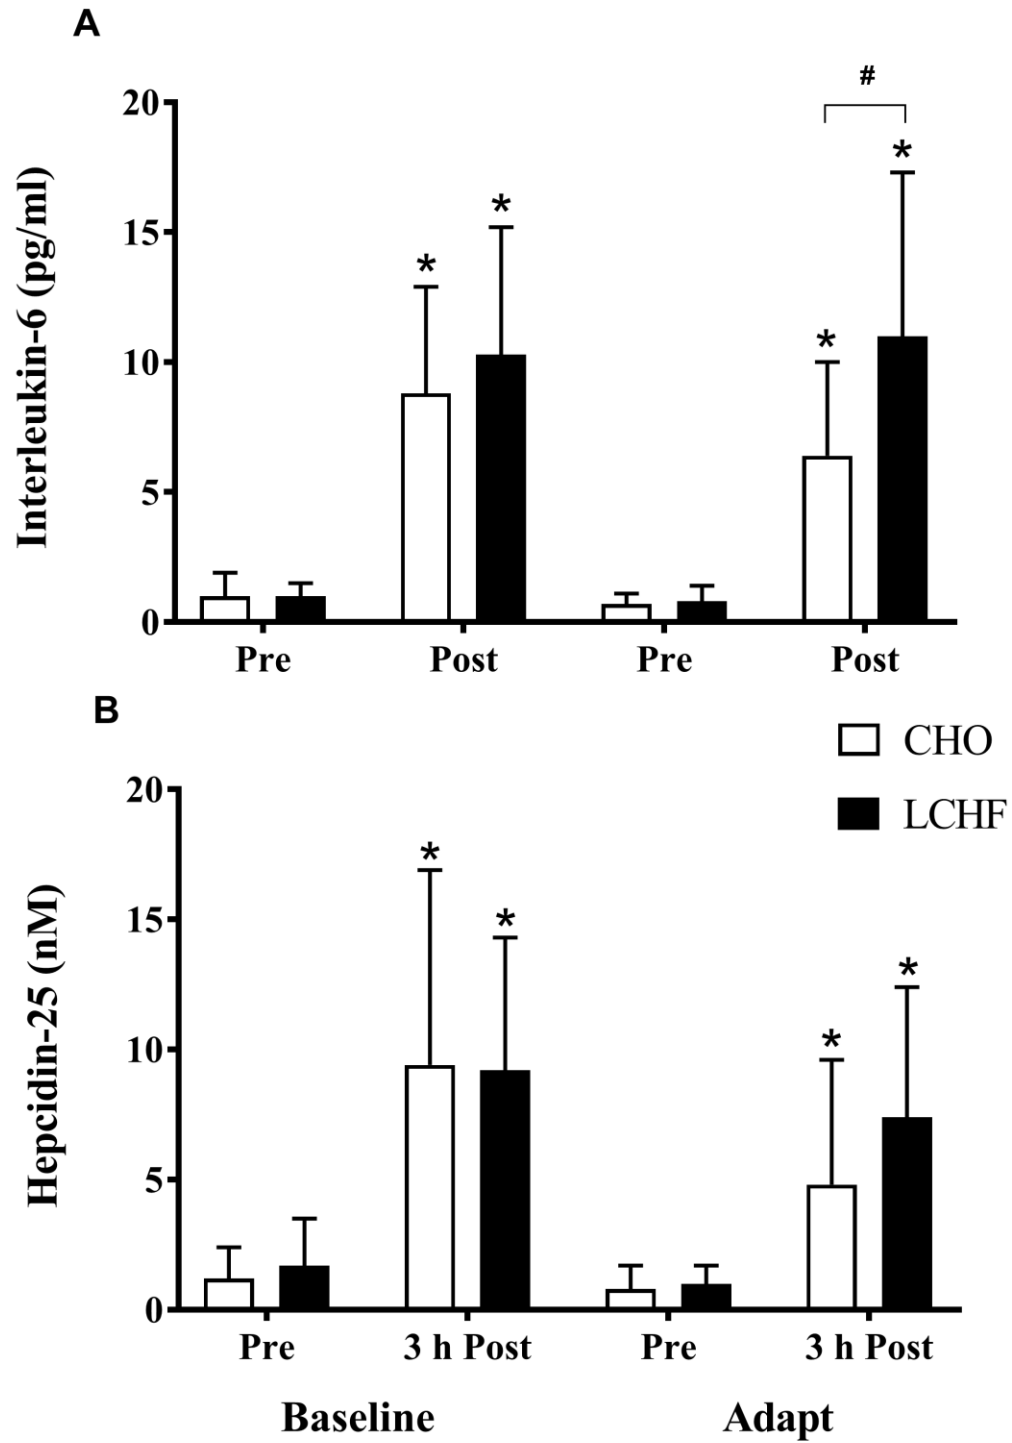 A
#
20
15
10
5
0
* * * *
Interleukin-6 (pg/ml)
Pre Post Pre Post
B
CHO
LCHF
20
15
10
5
0
* * * *
Hepcidin-25 (nM)
Pre 3 h Post Pre 3 h Post
Baseline Adapt